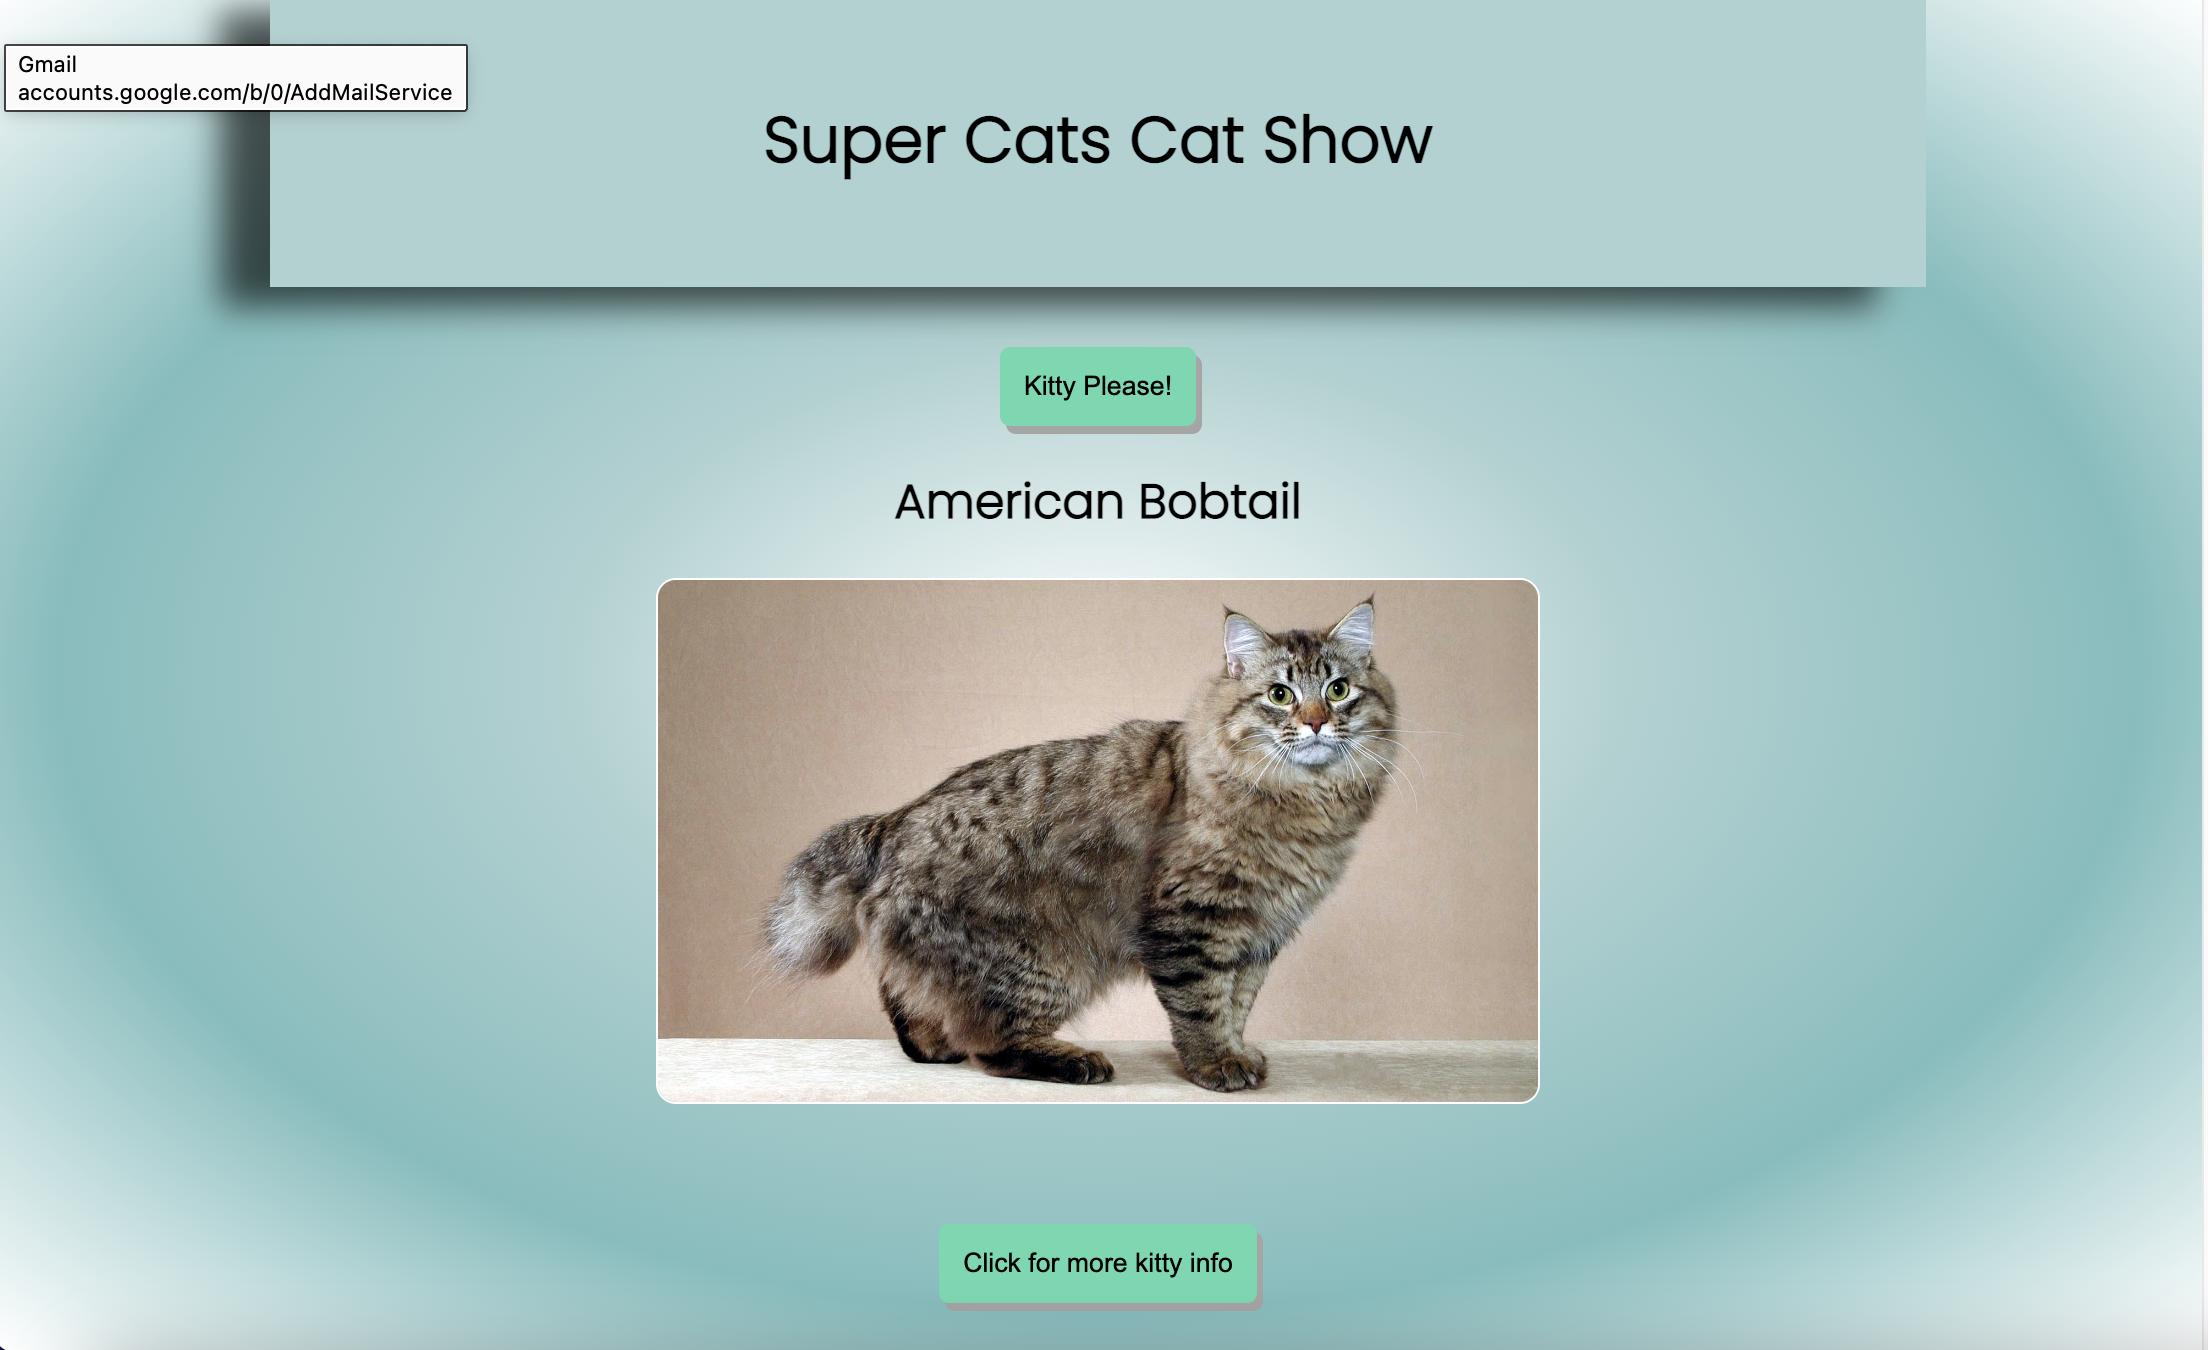 Gmail
accounts.google.com/b/0/AddMailService
Super Cats Cat Show
Kitty Please!
American Bobtail
Click for more kitty info